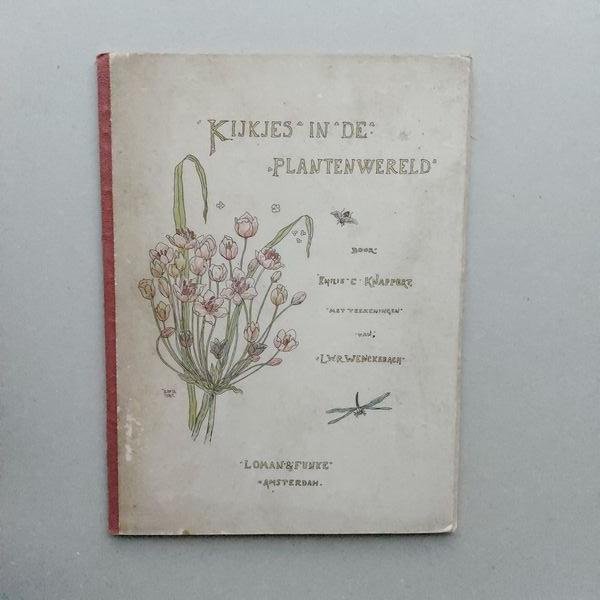 KIJKJES IN DE
PLANTENWERELD
DOOR
EMILIE C. KNAPPERT,
MET TEEKENINGEN
VAN,
L.W.R. WENCKEBACH
LOMAN & FUNKE
AMSTERDAM.